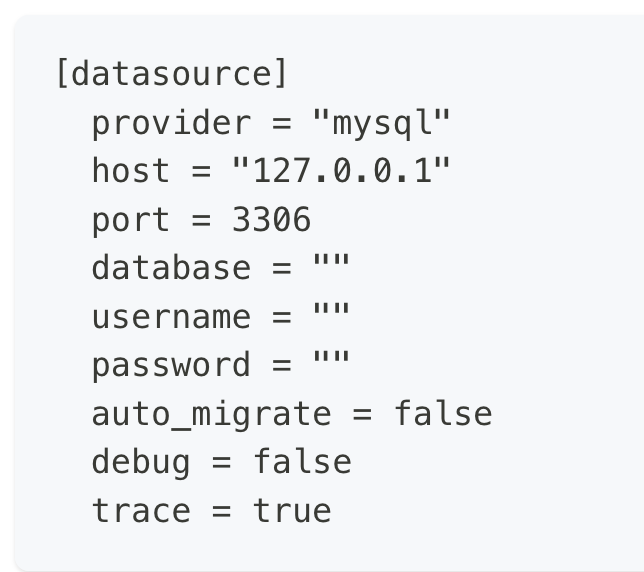 [datasource]
  provider = "mysql"
  host = "127.0.0.1"
  port = 3306
  database = ""
  username = ""
  password = ""
  auto_migrate = false
  debug = false
  trace = true